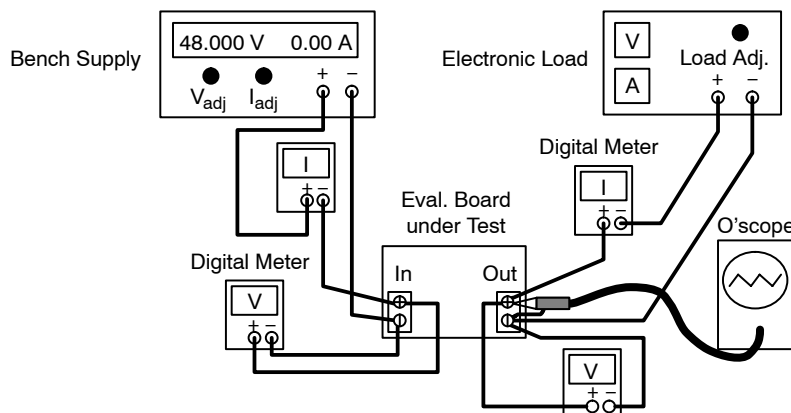 Bench Supply
48.000 V 0.00 A
Vadj Iadj + −
Electronic Load
V
A
Load Adj.
+ −
I
+ −
Digital Meter
I
+ −
Eval. Board
under Test
In Out
O'scope
Digital Meter
V
+ −
V
+ −